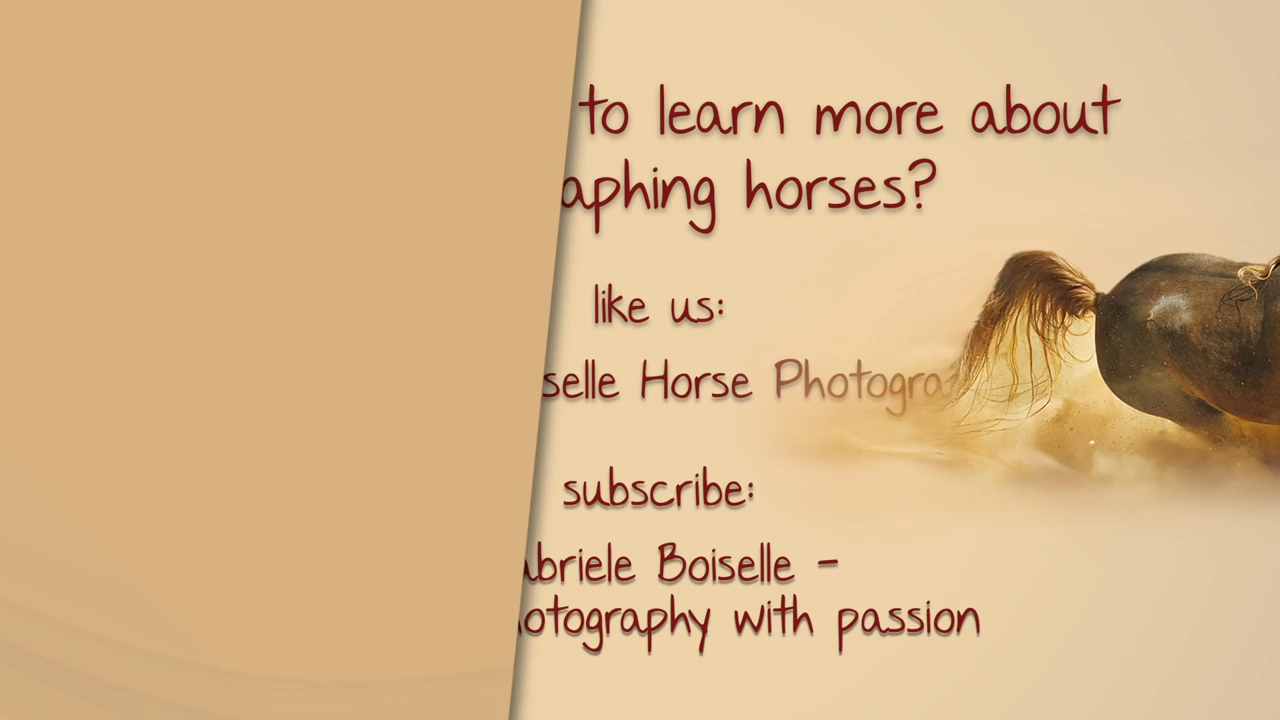 to learn more about
aphing horses?
like us:
selle Horse Photogra
subscribe:
briele Boiselle -
otography with passion